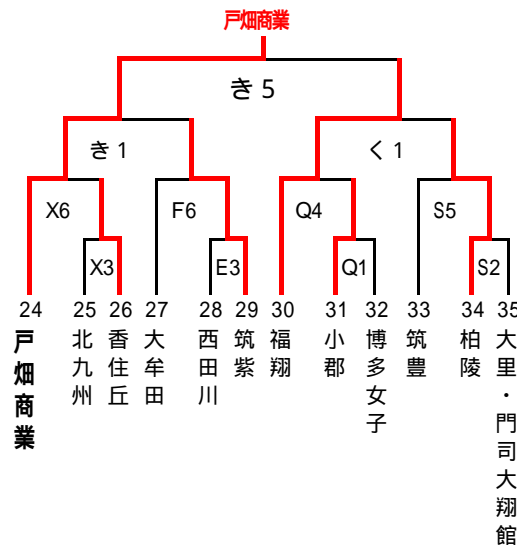 戸畑商業
き5
き1
く1
X6
F6
Q4
S5
X3
E3
Q1
S2
24
25
26
27
28
29
30
31
32
33
34
35
戸畑商業
北九州
香住丘
大牟田
西田川
筑紫
福翔
小郡
博多女子
筑豊
柏陵
大里・門司大翔館